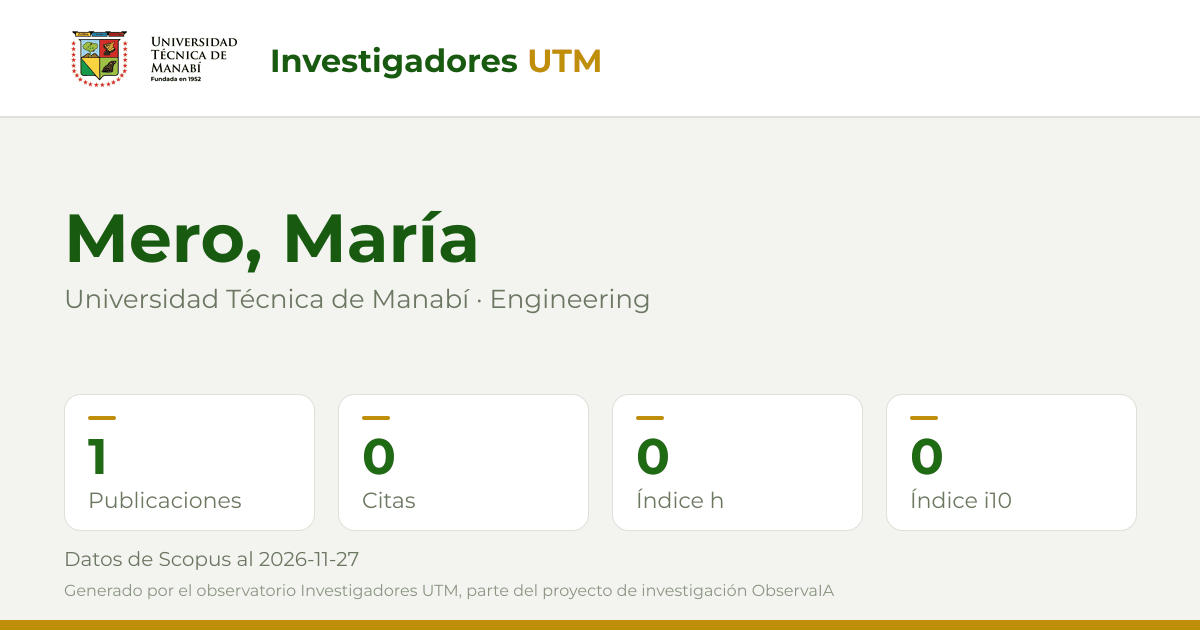 UNIVERSIDAD
TÉCNICA DE
MANABÍ
Fundada en 1952
Investigadores UTM
Mero, María
Universidad Técnica de Manabí · Engineering
1
Publicaciones
0
Citas
0
Índice h
0
Índice i10
Datos de Scopus al 2026-11-27
Generado por el observatorio Investigadores UTM, parte del proyecto de investigación ObservaIA